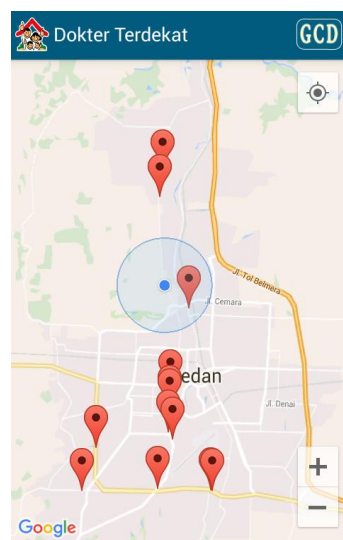 Dokter Terdekat
GCD
Jl. Tol Belmera
Jl. Cemara
edan
Jl. Denai
+
−
Google